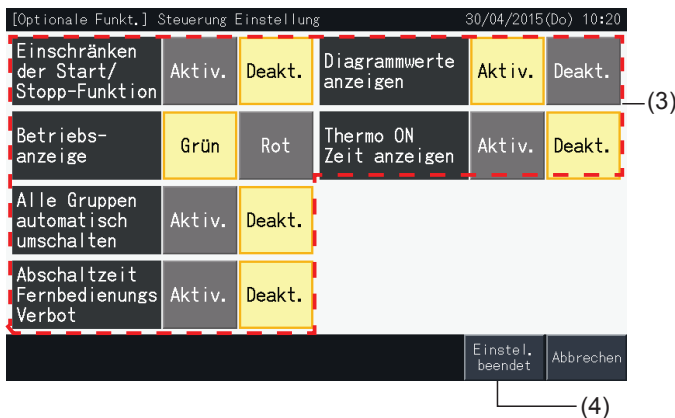 [Optionale Funkt.] Steuerung Einstellung 30/04/2015(Do) 10:20
Einschränken
der Start/
Stopp-Funktion
Aktiv. Deakt.
Diagrammwerte
anzeigen
Aktiv. Deakt.
(3)
Betriebs-
anzeige
Grün Rot
Thermo ON
Zeit anzeigen
Aktiv. Deakt.
Alle Gruppen
automatisch
umschalten
Aktiv. Deakt.
Abschaltzeit
Fernbedienungs
Verbot
Aktiv. Deakt.
Einstel.
beendet
Abbrechen
(4)